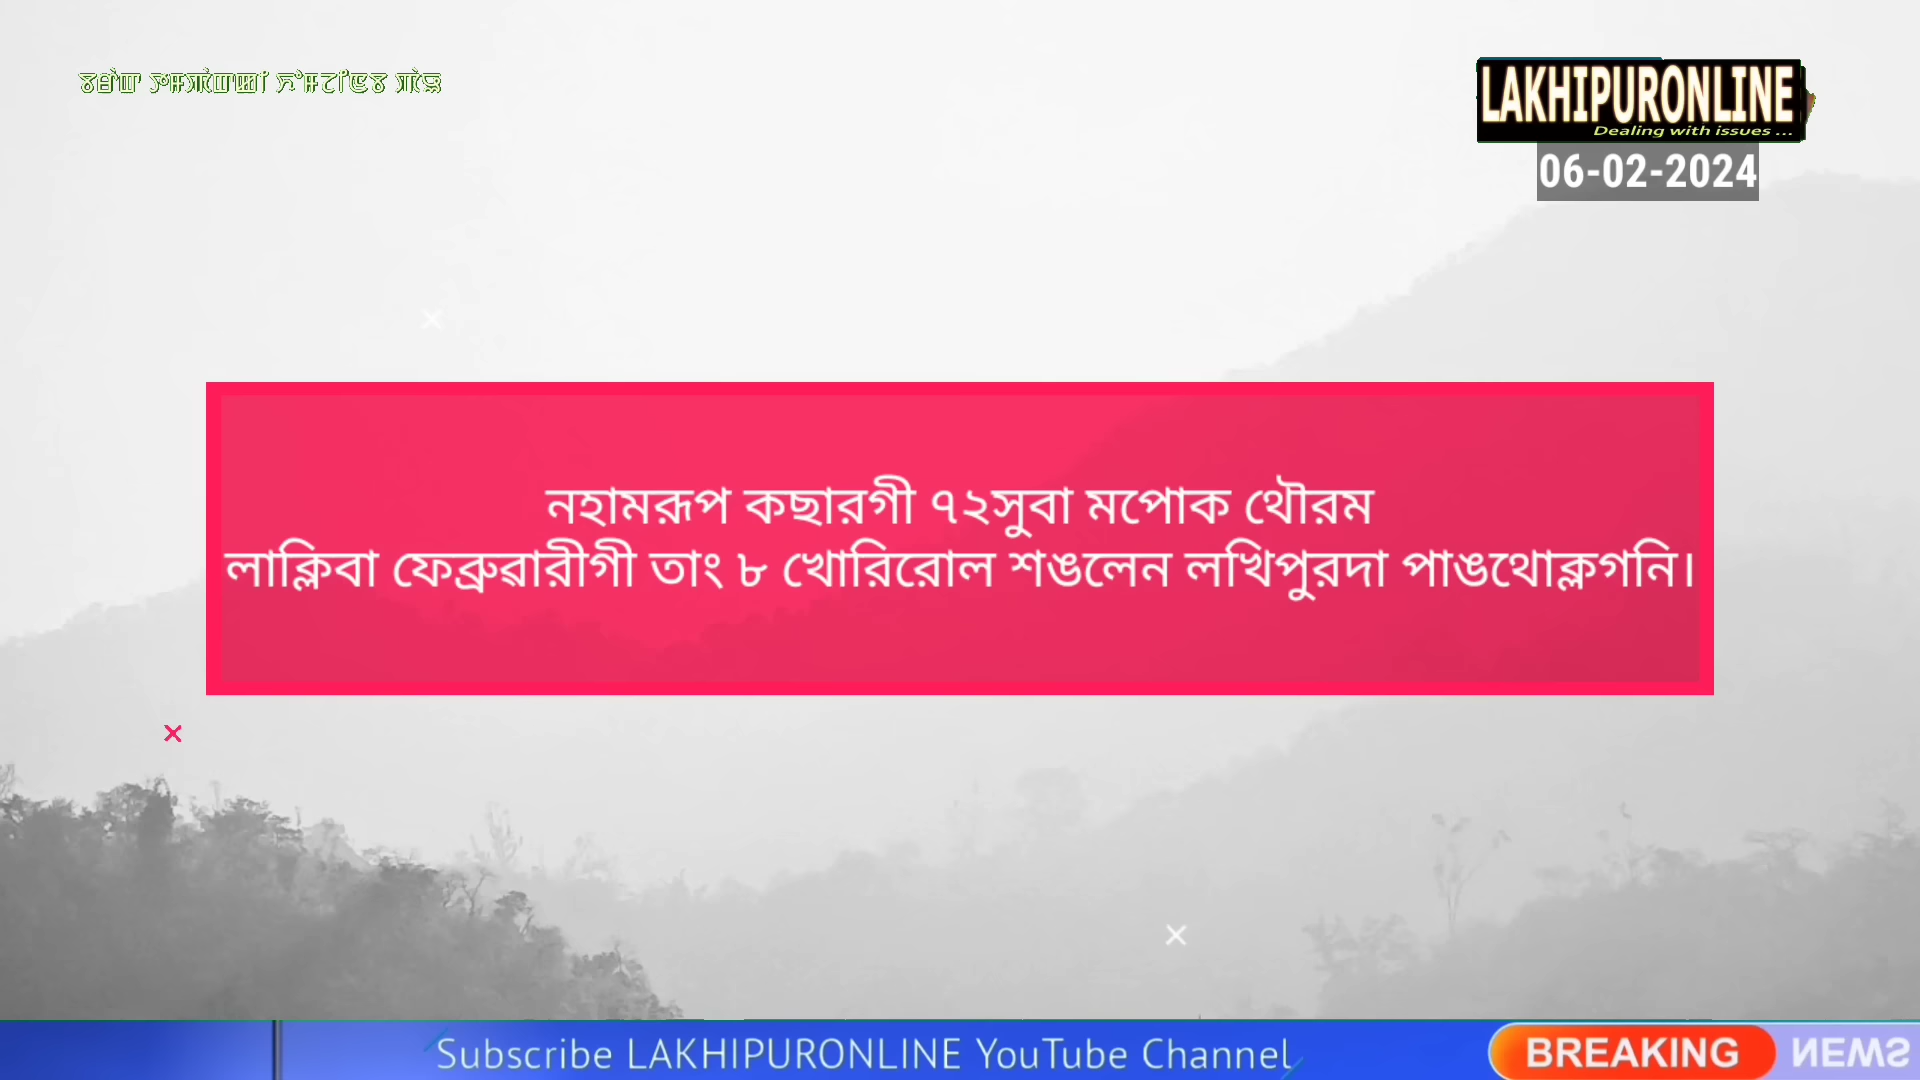 LAKHIPURONLINE
Dealing with issues ...
06-02-2024
নহামরূপ কছারগী ৭২সুবা মপোক থৌরম
লাক্লিবা ফেব্রুৱারীগী তাং ৮ খোরিরোল শঙলেন লখিপুরদা পাঙথোক্লগনি।
Subscribe LAKHIPURONLINE YouTube Channel
BREAKING NEWS